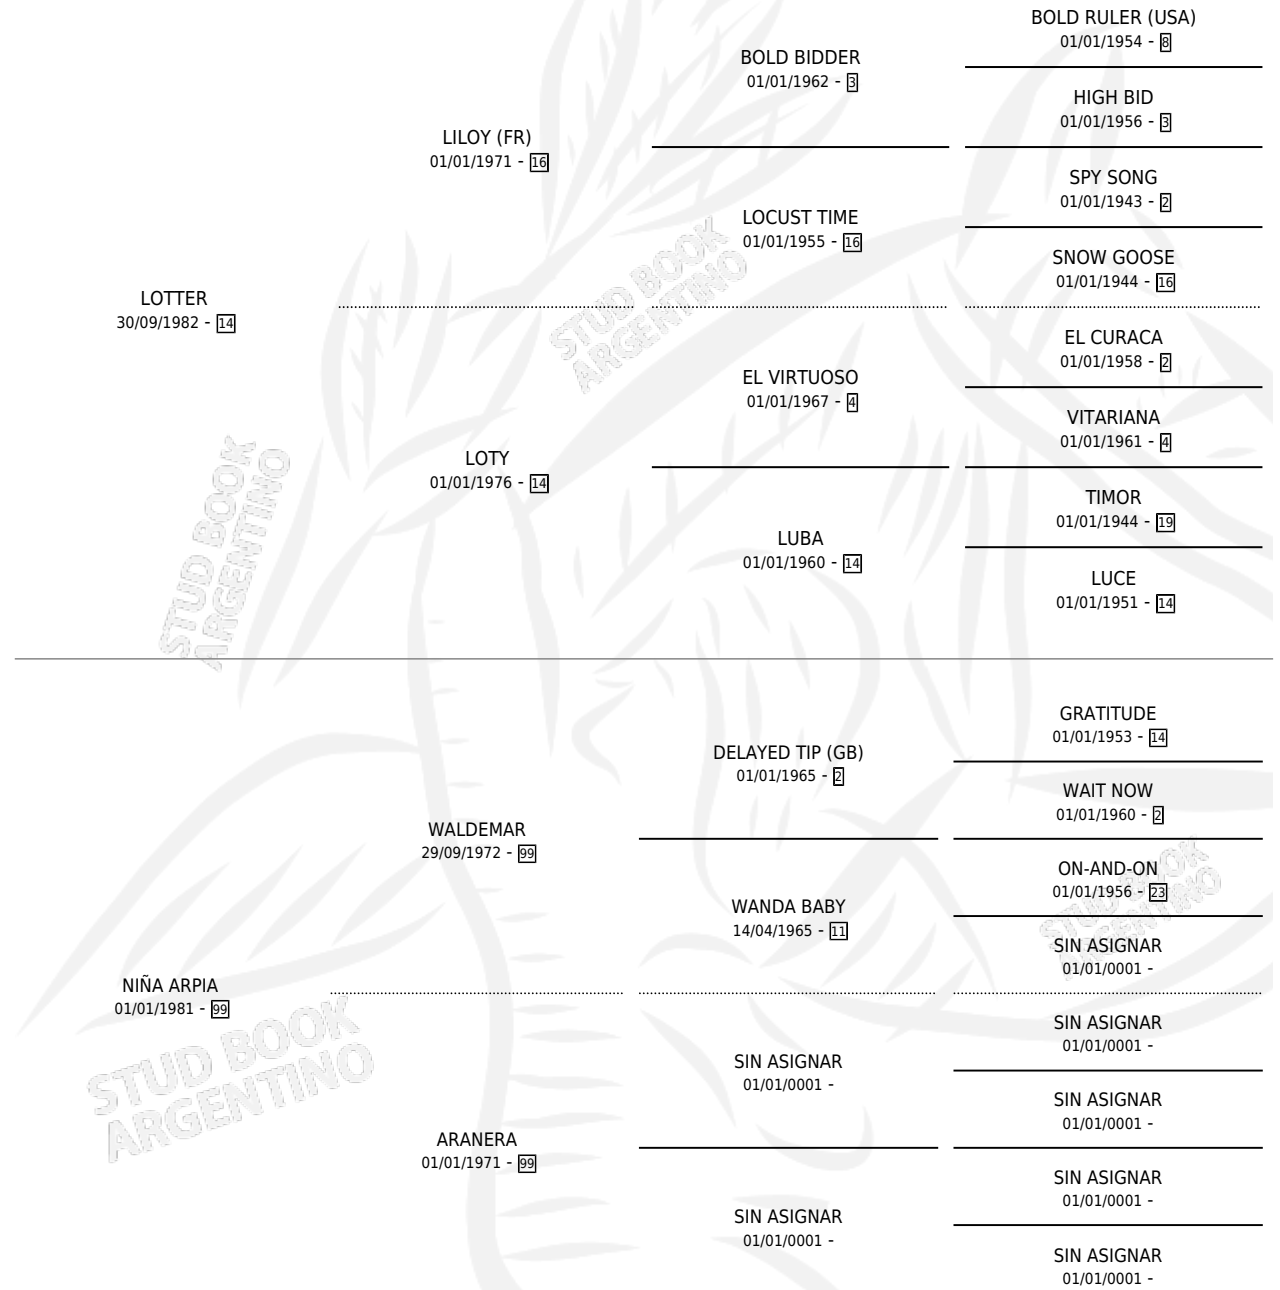 BOLD RULER (USA)
01/01/1954 - 8
BOLD BIDDER
01/01/1962 - 3
HIGH BID
01/01/1956 - 3
LILOY (FR)
01/01/1971 - 16
SPY SONG
01/01/1943 - 2
LOCUST TIME
01/01/1955 - 16
SNOW GOOSE
01/01/1944 - 16
LOTTER
30/09/1982 - 14
EL CURACA
01/01/1958 - 2
EL VIRTUOSO
01/01/1967 - 4
VITARIANA
01/01/1961 - 4
LOTY
01/01/1976 - 14
TIMOR
01/01/1944 - 19
LUBA
01/01/1960 - 14
LUCE
01/01/1951 - 14
STUD BOOK
ARGENTINO
STUD BOOK
ARGENTINO
GRATITUDE
01/01/1953 - 14
DELAYED TIP (GB)
01/01/1965 - 2
WAIT NOW
01/01/1960 - 2
WALDEMAR
29/09/1972 - 99
ON-AND-ON
01/01/1956 - 23
WANDA BABY
14/04/1965 - 11
SIN ASIGNAR
01/01/0001 -
NIÑA ARPIA
01/01/1981 - 99
SIN ASIGNAR
01/01/0001 -
SIN ASIGNAR
01/01/0001 -
SIN ASIGNAR
01/01/0001 -
ARANERA
01/01/1971 - 99
SIN ASIGNAR
01/01/0001 -
SIN ASIGNAR
01/01/0001 -
SIN ASIGNAR
01/01/0001 -
STUD BOOK
ARGENTINO
STUD BOOK
ARGENTINO